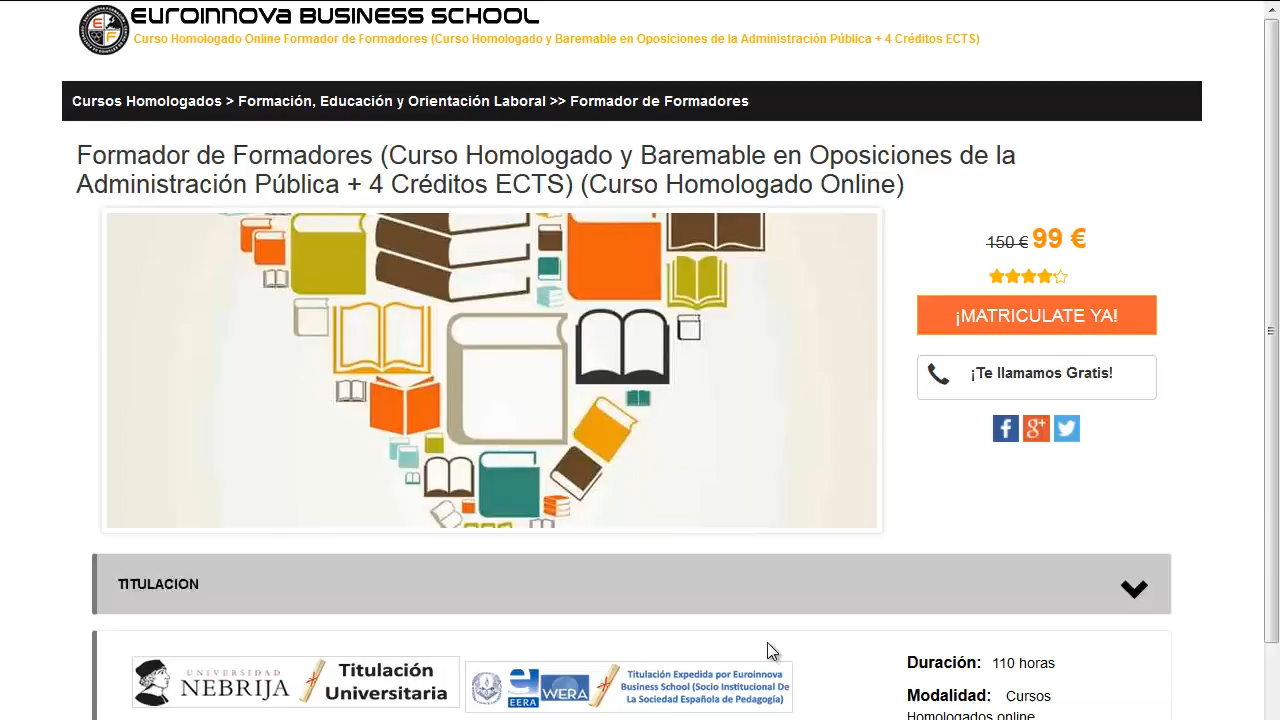 EUROINNOVA BUSINESS SCHOOL
Curso Homologado Online Formador de Formadores (Curso Homologado y Baremable en Oposiciones de la Administración Pública + 4 Créditos ECTS)
Cursos Homologados > Formación, Educación y Orientación Laboral >> Formador de Formadores
Formador de Formadores (Curso Homologado y Baremable en Oposiciones de la
Administración Pública + 4 Créditos ECTS) (Curso Homologado Online)
150 € 99 €
¡MATRICULATE YA!
¡Te llamamos Gratis!
TITULACION
UNIVERSIDAD
NEBRIJA
Titulación
Universitaria
EERA
WERA
Titulación Expedida por Euroinnova
Business School (Socio Institucional De
La Sociedad Española de Pedagogía)
Duración: 110 horas
Modalidad: Cursos
Homologados online